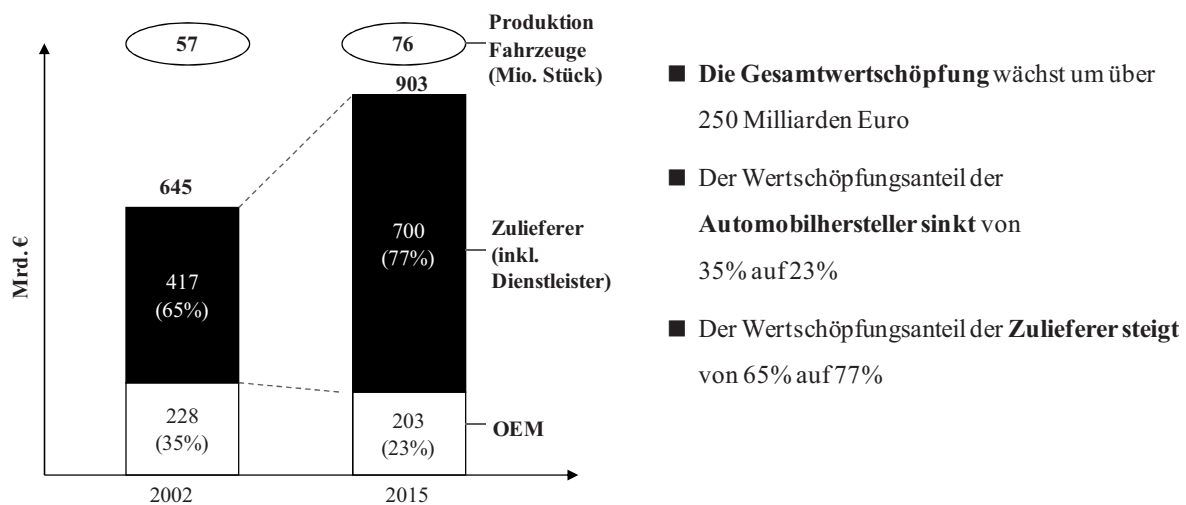 57
76
Produktion
Fahrzeuge
(Mio. Stück)
903
645
Mrd. €
417
(65%)
700
(77%)
Zulieferer
(inkl.
Dienstleister)
228
(35%)
203
(23%)
OEM
2002
2015
■ Die Gesamtwertschöpfung wächst um über
250 Milliarden Euro
■ Der Wertschöpfungsanteil der
Automobilhersteller sinkt von
35% auf 23%
■ Der Wertschöpfungsanteil der Zulieferer steigt
von 65% auf 77%